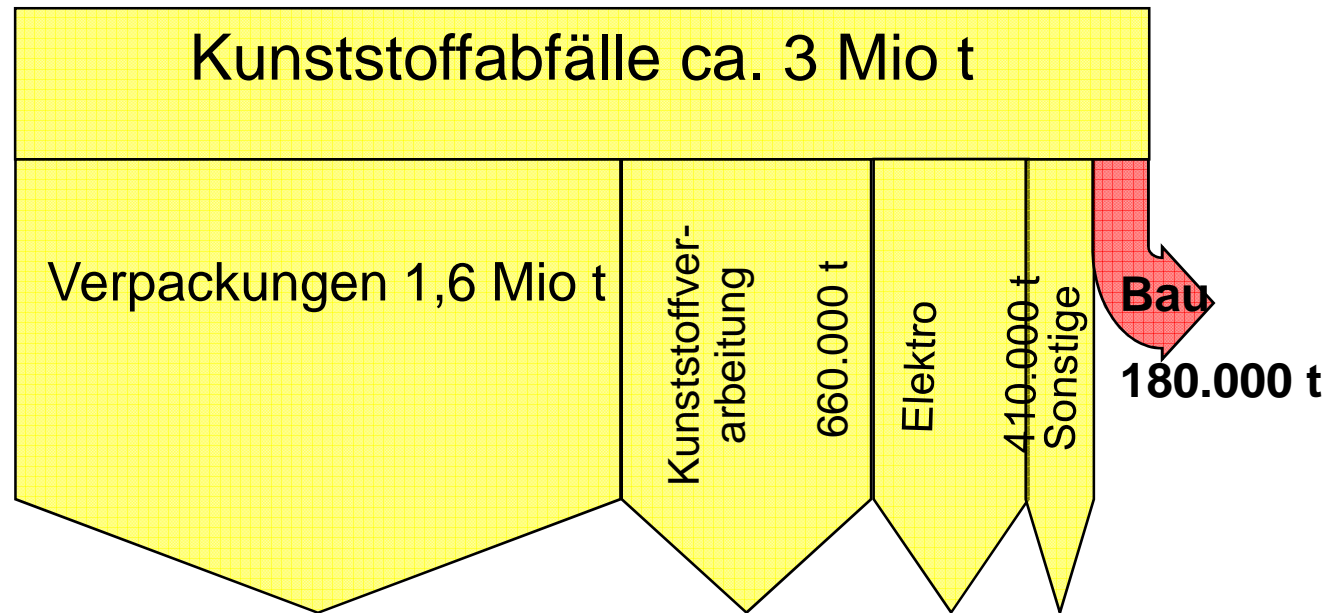 Kunststoffabfälle ca. 3 Mio t
Verpackungen 1,6 Mio t
Kunststoffver-
arbeitung
660.000 t
Elektro
410.000 t
Sonstige
Bau
180.000 t